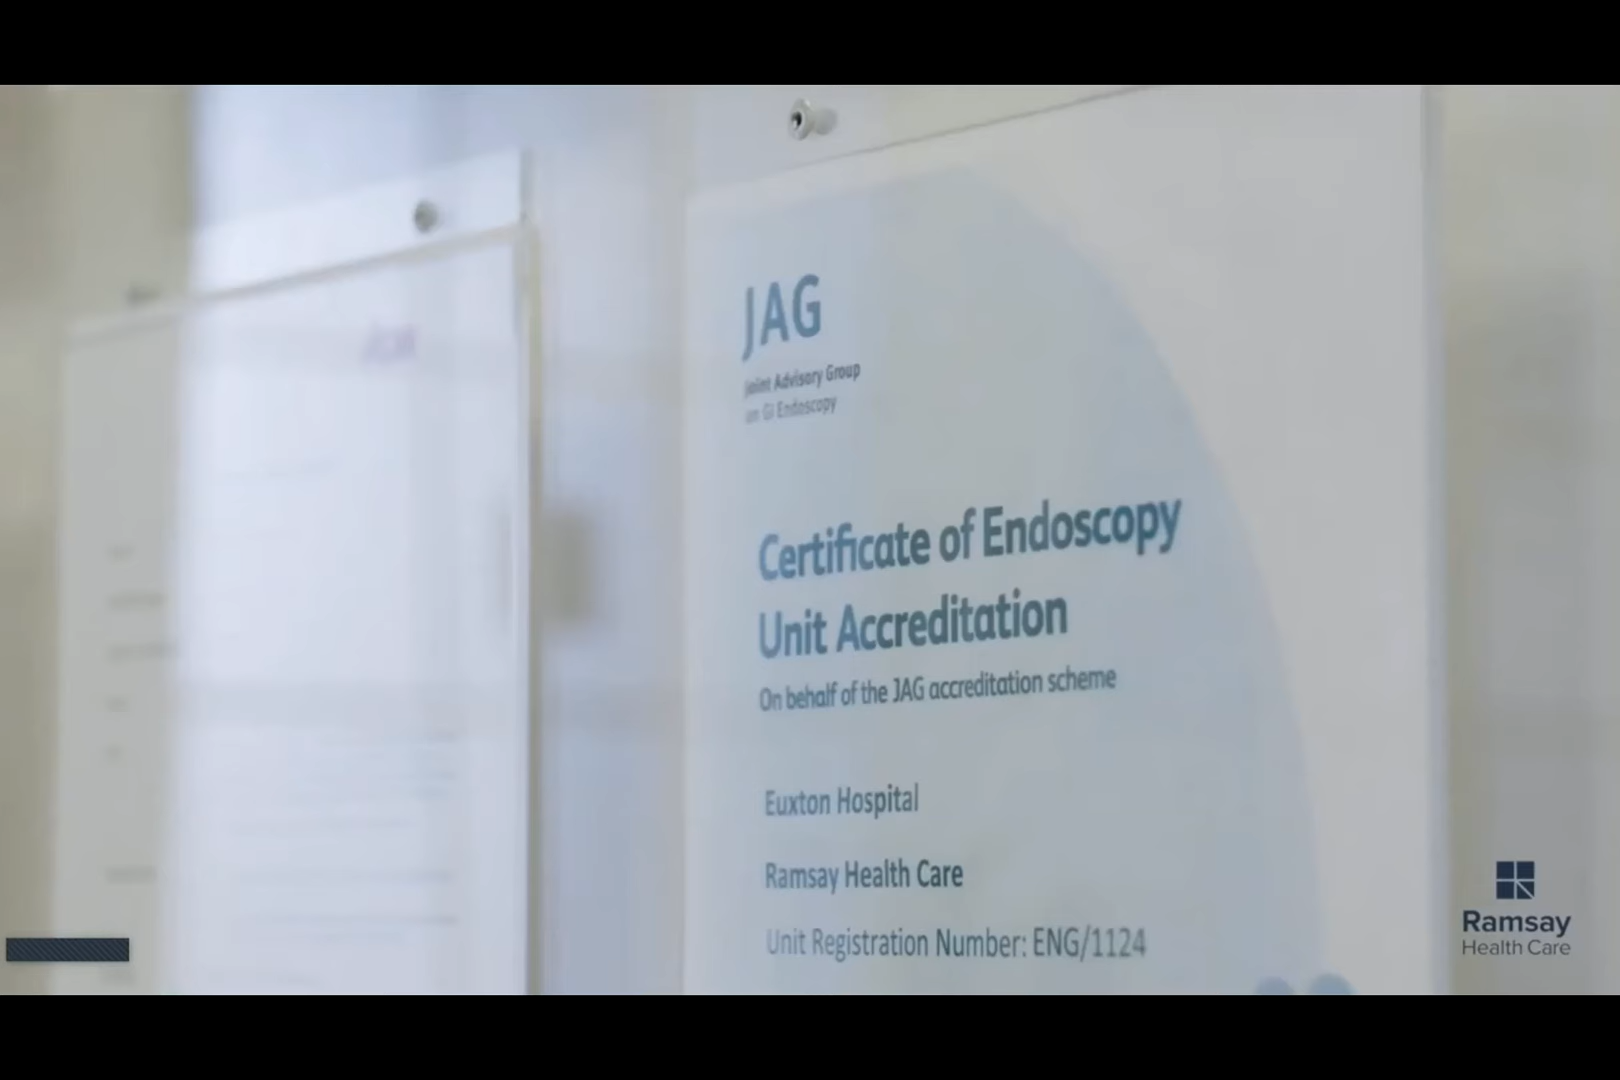 JAG
Joint Advisory Group
on GI Endoscopy
Certificate of Endoscopy
Unit Accreditation
On behalf of the JAG accreditation scheme
Euxton Hospital
Ramsay Health Care
Unit Registration Number: ENG/1124
Ramsay
Health Care